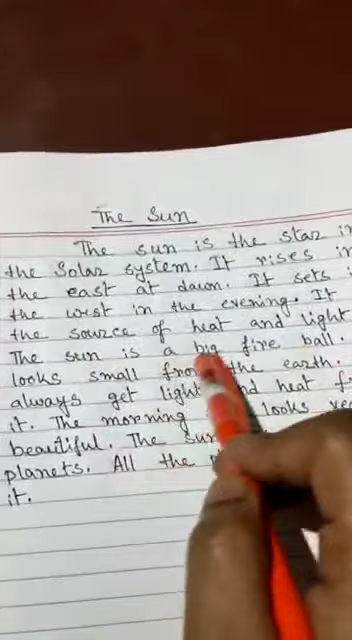 The Sun
The sun is the star in
the Solar system. It rises in
the east at dawn. It sets
the west in the evening. It
the source of heat and light
The sun is a big fire ball.
looks small from the earth.
always get light and heat
it. The morning looks
beautiful. The sun
planets. All the
it.